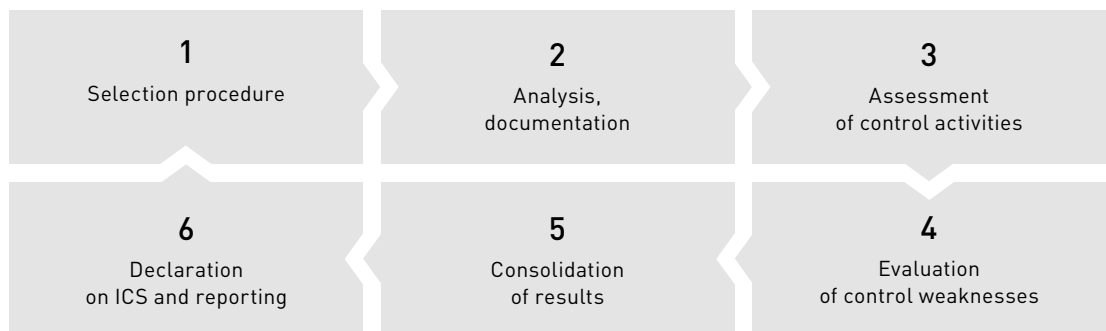 1
Selection procedure
2
Analysis,
documentation
3
Assessment
of control activities
6
Declaration
on ICS and reporting
5
Consolidation
of results
4
Evaluation
of control weaknesses